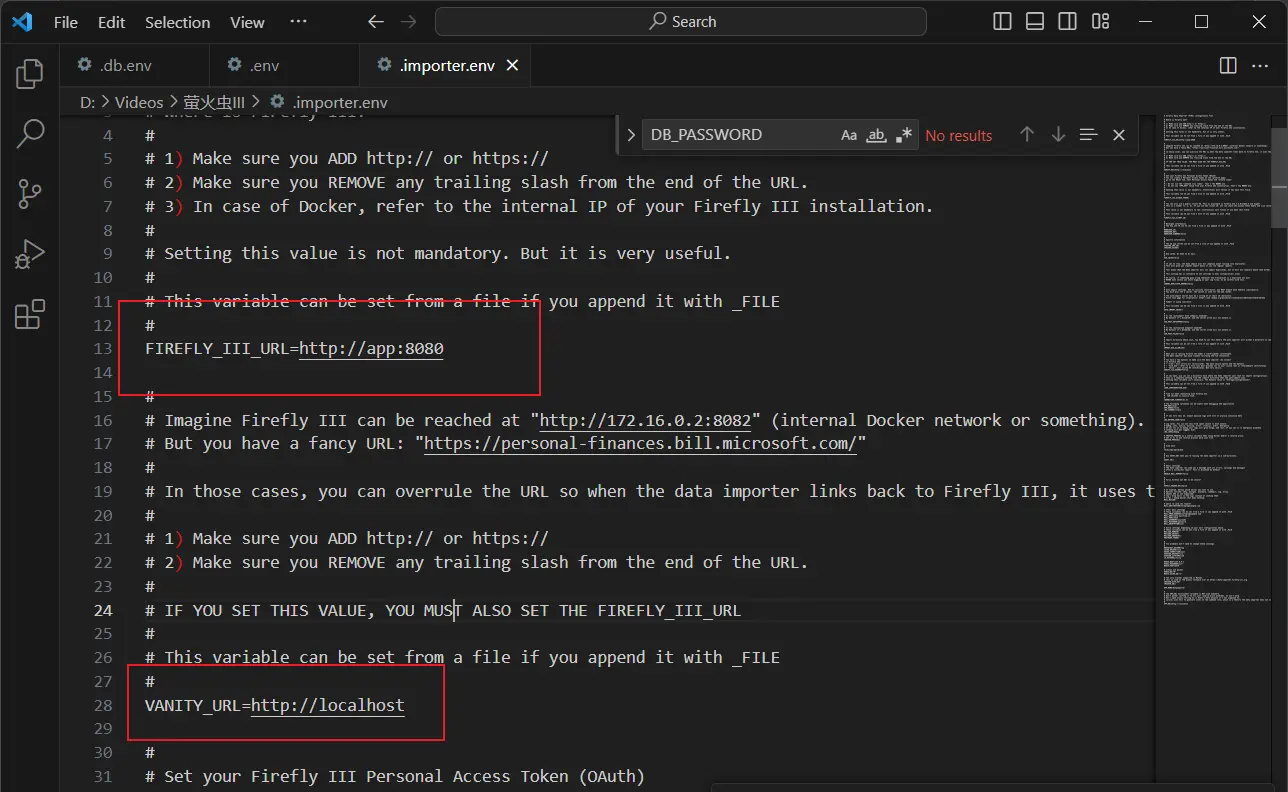 File Edit Selection View ··· Search
.db.env .env .importer.env
D: > Videos > 萤火虫III > .importer.env
DB_PASSWORD Aa ab No results
3 # Where is Firefly III?
4 #
5 # 1) Make sure you ADD http:// or https://
6 # 2) Make sure you REMOVE any trailing slash from the end of the URL.
7 # 3) In case of Docker, refer to the internal IP of your Firefly III installation.
8 #
9 # Setting this value is not mandatory. But it is very useful.
10 #
11 # This variable can be set from a file if you append it with _FILE
12 #
13 FIREFLY_III_URL=http://app:8080
14
15 #
16 # Imagine Firefly III can be reached at "http://172.16.0.2:8082" (internal Docker network or something).
17 # But you have a fancy URL: "https://personal-finances.bill.microsoft.com/"
18 #
19 # In those cases, you can overrule the URL so when the data importer links back to Firefly III, it uses t
20 #
21 # 1) Make sure you ADD http:// or https://
22 # 2) Make sure you REMOVE any trailing slash from the end of the URL.
23 #
24 # IF YOU SET THIS VALUE, YOU MUST ALSO SET THE FIREFLY_III_URL
25 #
26 # This variable can be set from a file if you append it with _FILE
27 #
28 VANITY_URL=http://localhost
29
30 #
31 # Set your Firefly III Personal Access Token (OAuth)